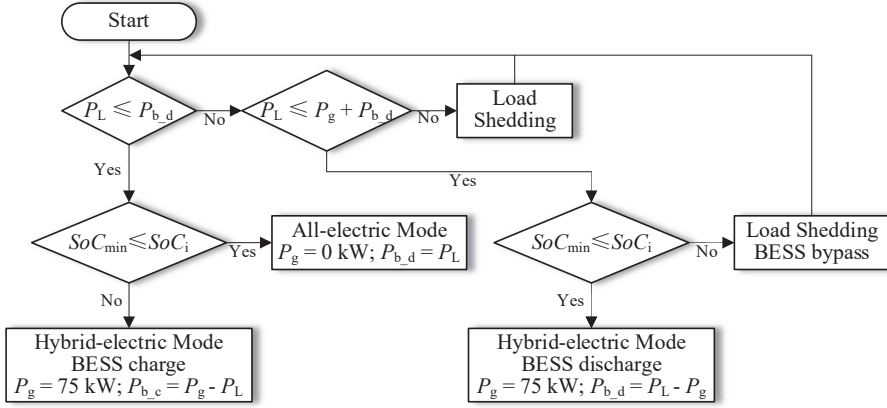 Start
P_L ≤ P_b_d
No
P_L ≤ P_g + P_b_d
No
Load
Shedding
Yes
Yes
SoC_min≤SoC_i
Yes
All-electric Mode
P_g = 0 kW; P_b_d = P_L
SoC_min≤SoC_i
No
Load Shedding
BESS bypass
No
Yes
Hybrid-electric Mode
BESS charge
P_g = 75 kW; P_b_c = P_g - P_L
Hybrid-electric Mode
BESS discharge
P_g = 75 kW; P_b_d = P_L - P_g